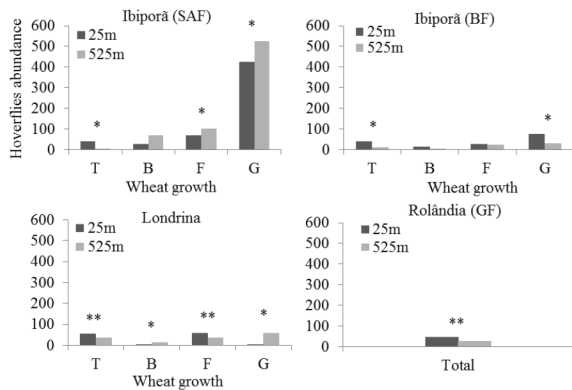 Ibiporã (SAF)
Hoverflies abundance
600
500
400
300
200
100
0
25m
525m
*
*
*
T B F G
Wheat growth
Ibiporã (BF)
600
500
400
300
200
100
0
25m
525m
*
*
T B F G
Wheat growth
Londrina
600
500
400
300
200
100
0
25m
525m
**
*
**
*
T B F G
Wheat growth
Rolândia (GF)
600
500
400
300
200
100
0
25m
525m
**
Total